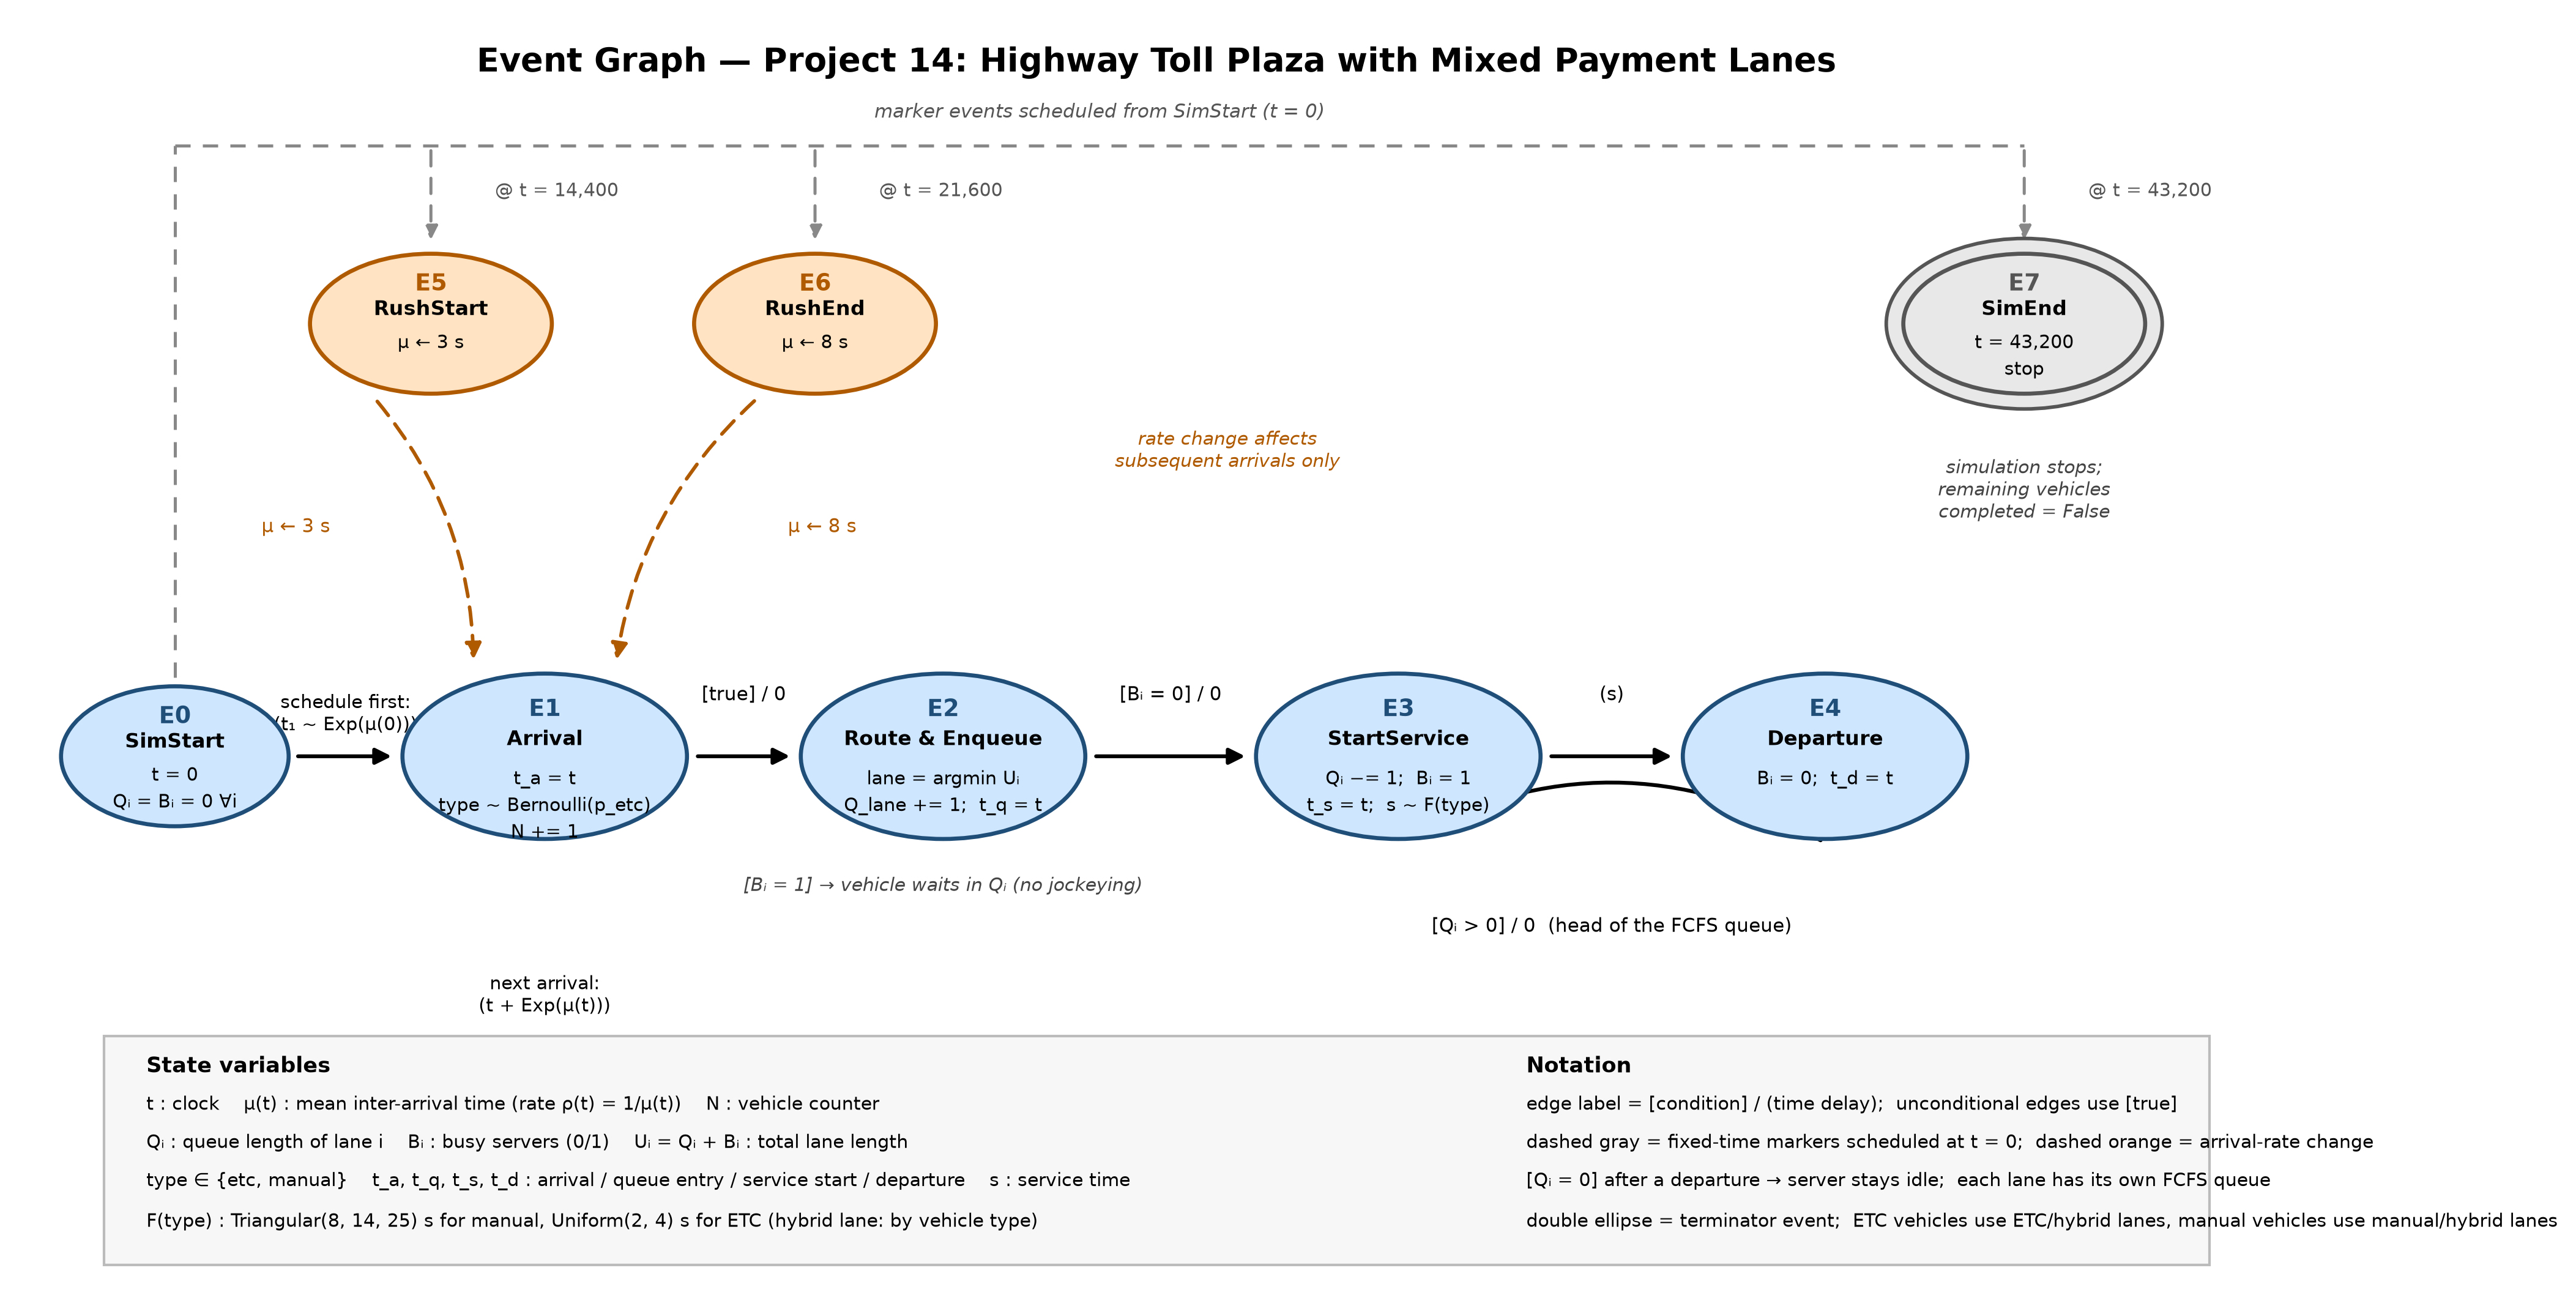 Event Graph — Project 14: Highway Toll Plaza with Mixed Payment Lanes
marker events scheduled from SimStart (t = 0)
@ t = 14,400
@ t = 21,600
@ t = 43,200
E5
RushStart
μ ← 3 s
E6
RushEnd
μ ← 8 s
E7
SimEnd
t = 43,200
stop
rate change affects
subsequent arrivals only
simulation stops;
remaining vehicles
completed = False
μ ← 3 s
μ ← 8 s
E0
SimStart
t = 0
Qᵢ = Bᵢ = 0 ∀i
schedule first:
(t₁ ~ Exp(μ(0)))
E1
Arrival
t_a = t
type ~ Bernoulli(p_etc)
N += 1
[true] / 0
E2
Route & Enqueue
lane = argmin Uᵢ
Q_lane += 1;  t_q = t
[Bᵢ = 0] / 0
E3
StartService
Qᵢ −= 1;  Bᵢ = 1
t_s = t;  s ~ F(type)
(s)
E4
Departure
Bᵢ = 0;  t_d = t
[Bᵢ = 1] → vehicle waits in Qᵢ (no jockeying)
[Qᵢ > 0] / 0  (head of the FCFS queue)
next arrival:
(t + Exp(μ(t)))
State variables
t : clock    μ(t) : mean inter-arrival time (rate ρ(t) = 1/μ(t))    N : vehicle counter
Qᵢ : queue length of lane i    Bᵢ : busy servers (0/1)    Uᵢ = Qᵢ + Bᵢ : total lane length
type ∈ {etc, manual}    t_a, t_q, t_s, t_d : arrival / queue entry / service start / departure    s : service time
F(type) : Triangular(8, 14, 25) s for manual, Uniform(2, 4) s for ETC (hybrid lane: by vehicle type)
Notation
edge label = [condition] / (time delay);  unconditional edges use [true]
dashed gray = fixed-time markers scheduled at t = 0;  dashed orange = arrival-rate change
[Qᵢ = 0] after a departure → server stays idle;  each lane has its own FCFS queue
double ellipse = terminator event;  ETC vehicles use ETC/hybrid lanes, manual vehicles use manual/hybrid lanes